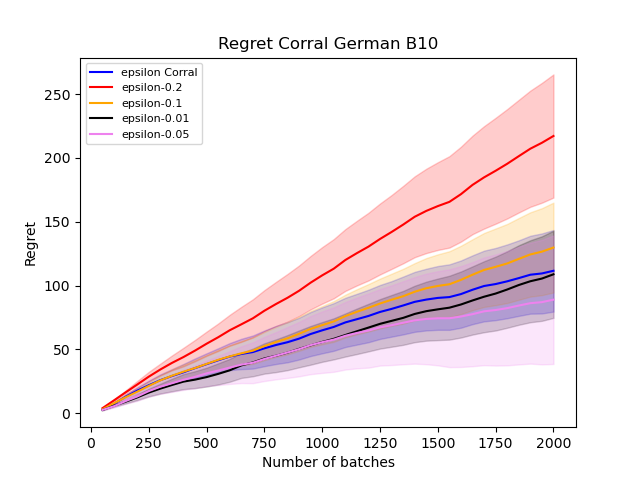 Regret Corral German B10
epsilon Corral
epsilon-0.2
epsilon-0.1
epsilon-0.01
epsilon-0.05
Regret
250
200
150
100
50
0
0 250 500 750 1000 1250 1500 1750 2000
Number of batches